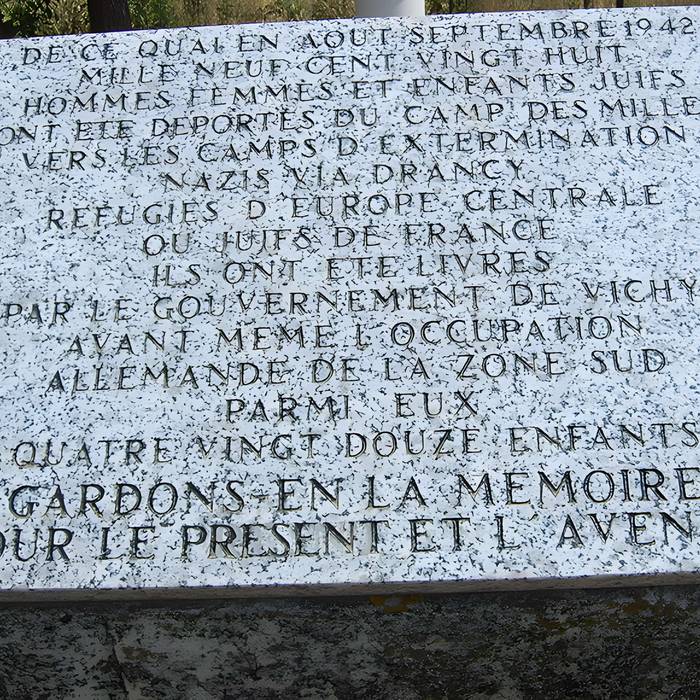 DE CE QUAI EN AOUT SEPTEMBRE 1942
MILLE NEUF CENT VINGT HUIT
HOMMES FEMMES ET ENFANTS JUIFS
ONT ETE DEPORTES DU CAMP DES MILLE
VERS LES CAMPS D EXTERMINATION
NAZIS VIA DRANCY
REFUGIES D EUROPE CENTRALE
OU JUIFS DE FRANCE
ILS ONT ETE LIVRES
PAR LE GOUVERNEMENT DE VICHY
AVANT MEME L OCCUPATION
ALLEMANDE DE LA ZONE SUD
PARMI EUX
QUATRE VINGT DOUZE ENFANTS
GARDONS-EN LA MEMOIRE
OUR LE PRESENT ET L AVEN